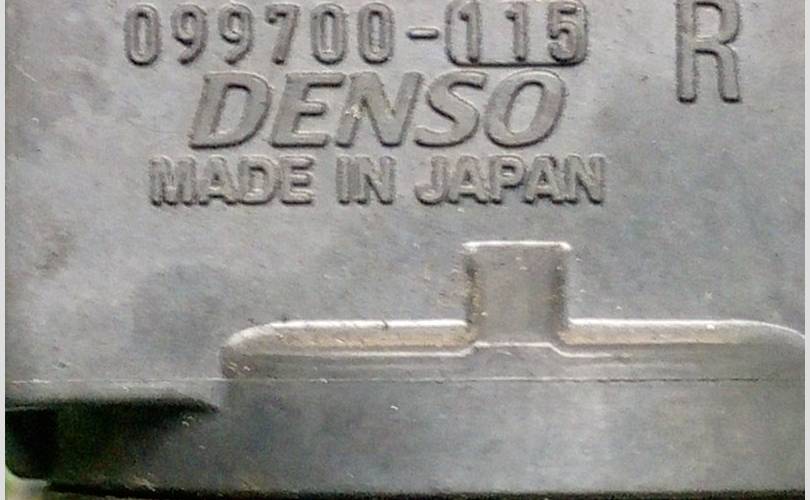 099700-115 R
DENSO
MADE IN JAPAN